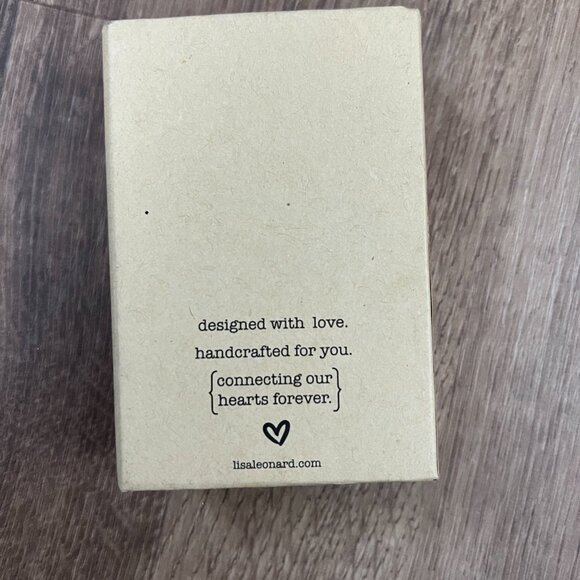 designed with love.
handcrafted for you.
{connecting our
hearts forever.}
lisaleonard.com